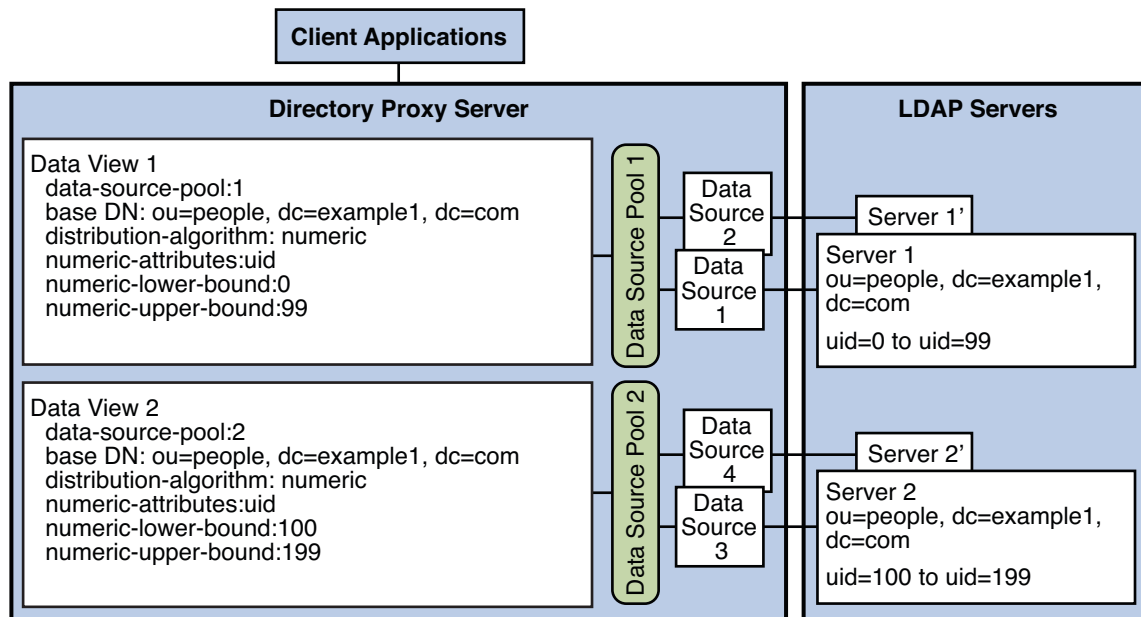 Client Applications
Directory Proxy Server
Data View 1
data-source-pool:1
base DN: ou=people, dc=example1, dc=com
distribution-algorithm: numeric
numeric-attributes:uid
numeric-lower-bound:0
numeric-upper-bound:99
Data Source Pool 1
Data
Source
2
Data
Source
1
Data View 2
data-source-pool:2
base DN: ou=people, dc=example1, dc=com
distribution-algorithm: numeric
numeric-attributes:uid
numeric-lower-bound:100
numeric-upper-bound:199
Data Source Pool 2
Data
Source
4
Data
Source
3
LDAP Servers
Server 1’
Server 1
ou=people, dc=example1,
dc=com
uid=0 to uid=99
Server 2’
Server 2
ou=people, dc=example1,
dc=com
uid=100 to uid=199